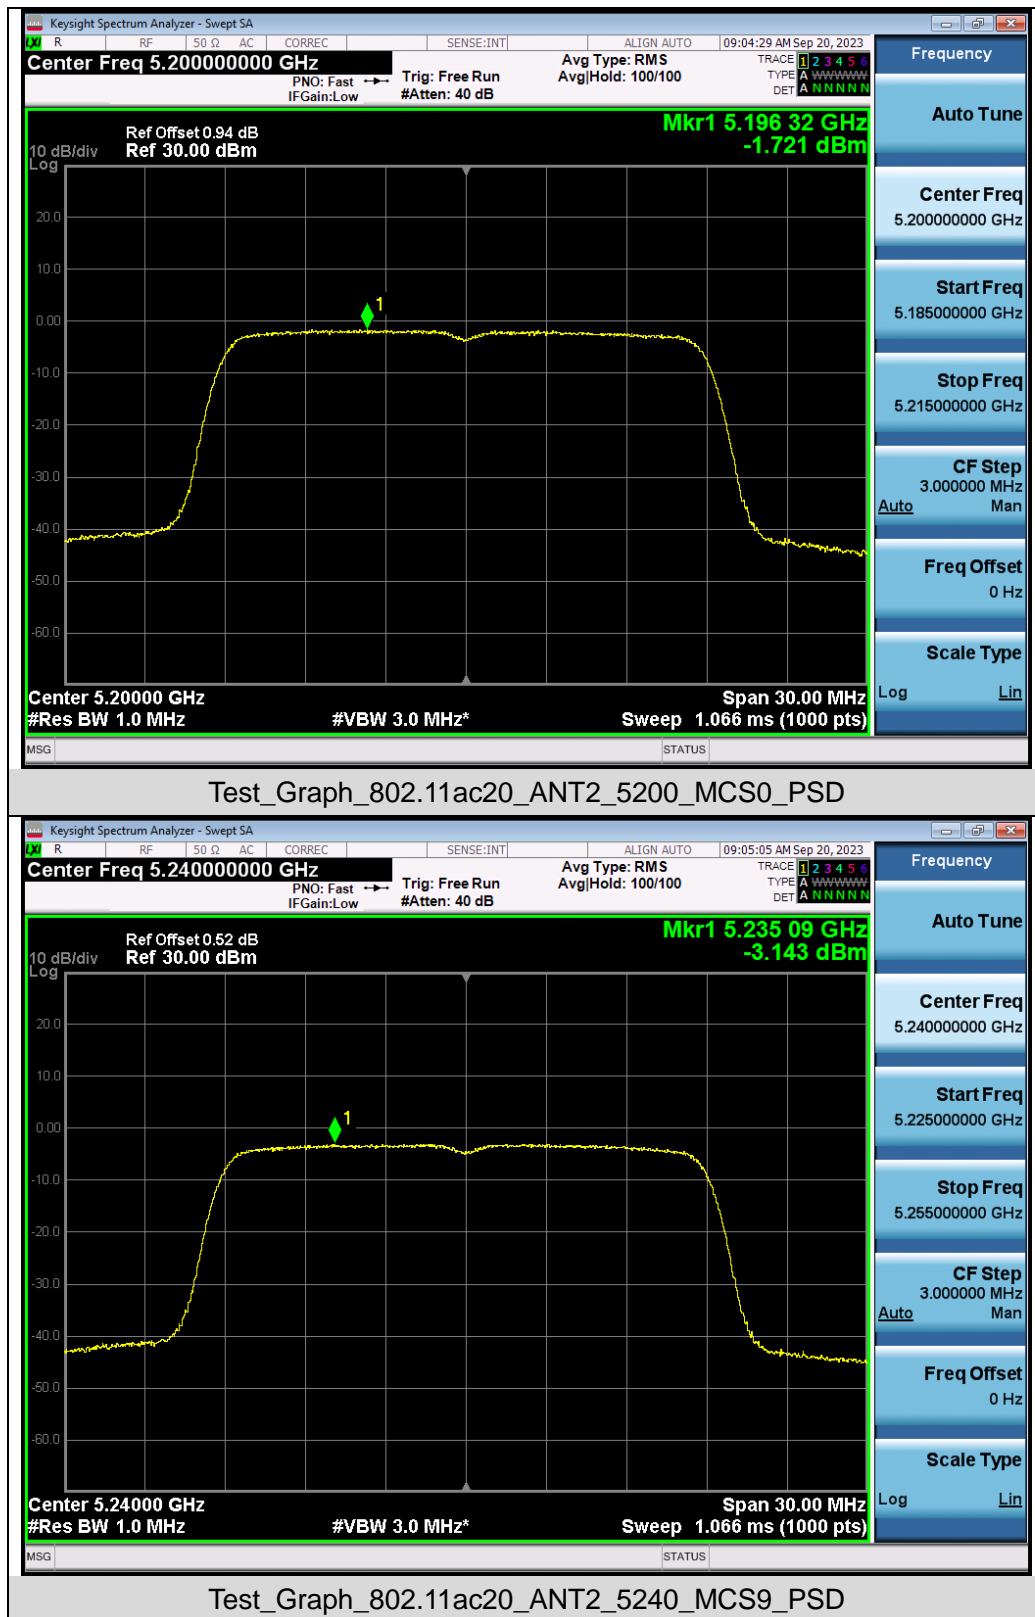 Keysight Spectrum Analyzer - Swept SA
LXI R RF 50 Ω AC CORREC SENSE:INT ALIGN AUTO 09:04:29 AM Sep 20, 2023
Center Freq 5.200000000 GHz
PNO: Fast
IFGain:Low
Trig: Free Run
#Atten: 40 dB
Avg Type: RMS
Avg|Hold: 100/100
TRACE 1 2 3 4 5 6
TYPE A WWWWW
DET A N N N N N
Ref Offset 0.94 dB
Ref 30.00 dBm
10 dB/div
Log
Mkr1 5.196 32 GHz
-1.721 dBm
20.0
10.0
0.00
-10.0
-20.0
-30.0
-40.0
-50.0
-60.0
1
Center 5.20000 GHz
#Res BW 1.0 MHz
#VBW 3.0 MHz*
Span 30.00 MHz
Sweep 1.066 ms (1000 pts)
MSG
STATUS
Frequency
Auto Tune
Center Freq
5.200000000 GHz
Start Freq
5.185000000 GHz
Stop Freq
5.215000000 GHz
CF Step
3.000000 MHz
Auto Man
Freq Offset
0 Hz
Scale Type
Log Lin
Test_Graph_802.11ac20_ANT2_5200_MCS0_PSD
Keysight Spectrum Analyzer - Swept SA
LXI R RF 50 Ω AC CORREC SENSE:INT ALIGN AUTO 09:05:05 AM Sep 20, 2023
Center Freq 5.240000000 GHz
PNO: Fast
IFGain:Low
Trig: Free Run
#Atten: 40 dB
Avg Type: RMS
Avg|Hold: 100/100
TRACE 1 2 3 4 5 6
TYPE A WWWWW
DET A N N N N N
Ref Offset 0.52 dB
Ref 30.00 dBm
10 dB/div
Log
Mkr1 5.235 09 GHz
-3.143 dBm
20.0
10.0
0.00
-10.0
-20.0
-30.0
-40.0
-50.0
-60.0
1
Center 5.24000 GHz
#Res BW 1.0 MHz
#VBW 3.0 MHz*
Span 30.00 MHz
Sweep 1.066 ms (1000 pts)
MSG
STATUS
Frequency
Auto Tune
Center Freq
5.240000000 GHz
Start Freq
5.225000000 GHz
Stop Freq
5.255000000 GHz
CF Step
3.000000 MHz
Auto Man
Freq Offset
0 Hz
Scale Type
Log Lin
Test_Graph_802.11ac20_ANT2_5240_MCS9_PSD